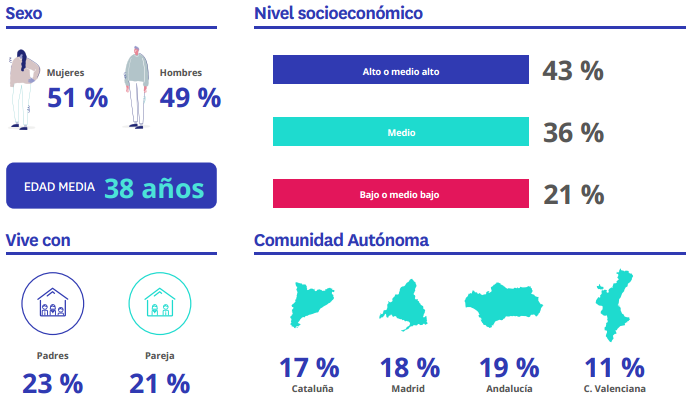 Sexo
Mujeres
51 %
Hombres
49 %
EDAD MEDIA 38 años
Nivel socioeconómico
Alto o medio alto 43 %
Medio 36 %
Bajo o medio bajo 21 %
Vive con
Padres
23 %
Pareja
21 %
Comunidad Autónoma
17 %
Cataluña
18 %
Madrid
19 %
Andalucía
11 %
C. Valenciana